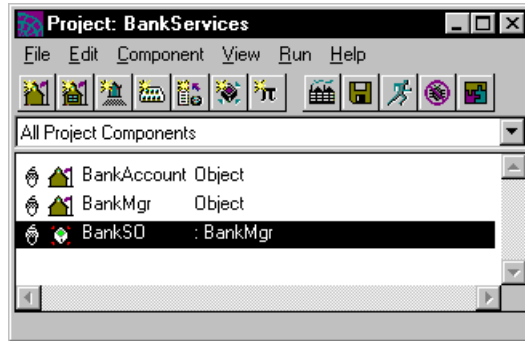 Project: BankServices
File Edit Component View Run Help
All Project Components
BankAccount Object
BankMgr Object
BankSO : BankMgr